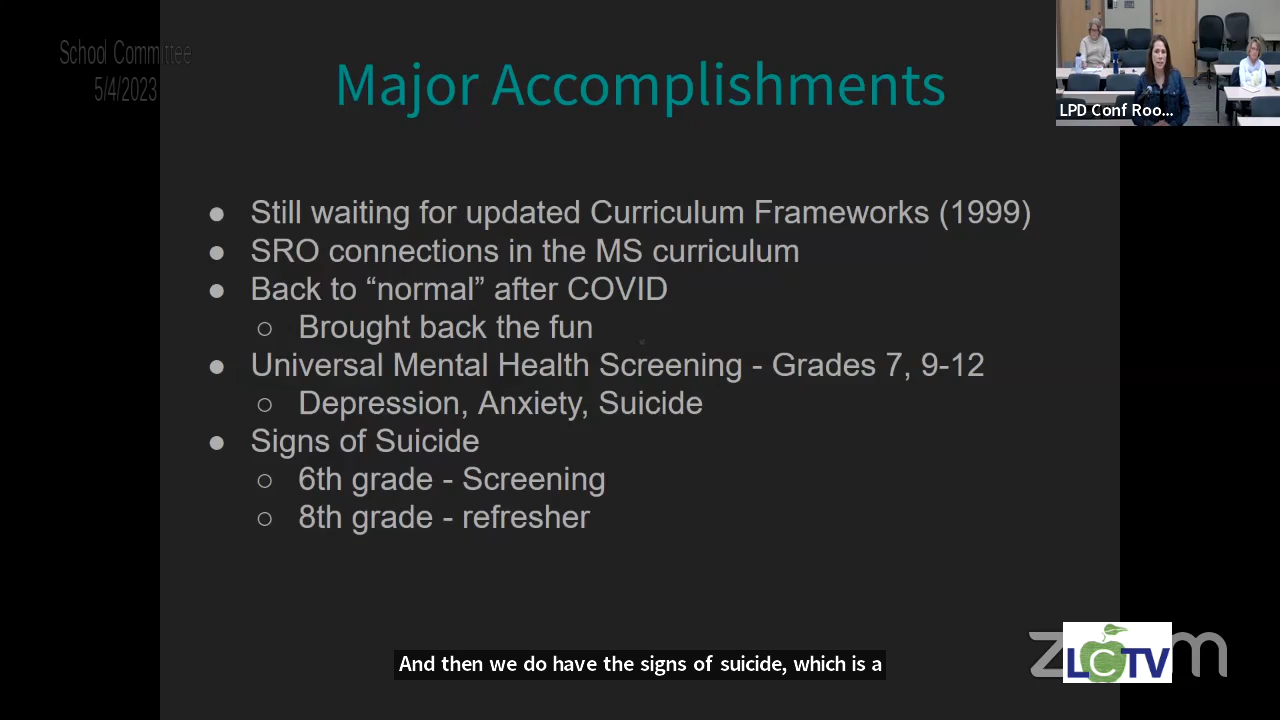 School Committee
5/4/2023
Major Accomplishments
LPD Conf Roo...
● Still waiting for updated Curriculum Frameworks (1999)
● SRO connections in the MS curriculum
● Back to “normal” after COVID
○ Brought back the fun
● Universal Mental Health Screening - Grades 7, 9-12
○ Depression, Anxiety, Suicide
● Signs of Suicide
○ 6th grade - Screening
○ 8th grade - refresher
And then we do have the signs of suicide, which is a
LCTV